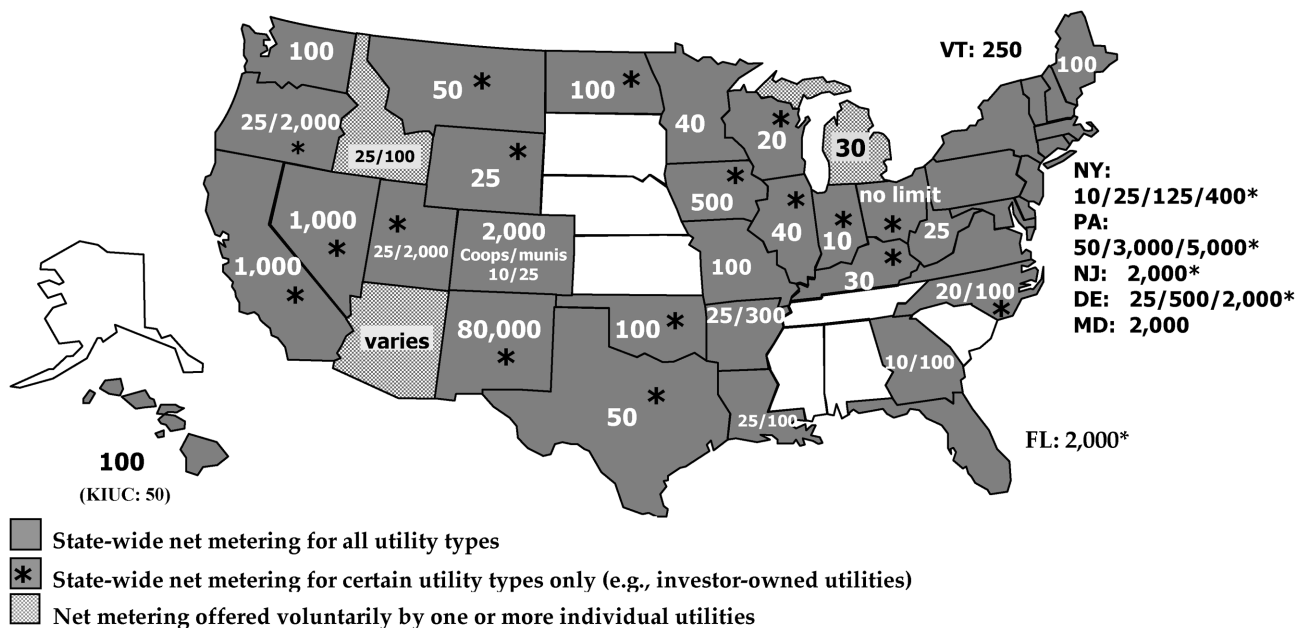 100
50 *
100 *
40
20 *
30
VT: 250
100
25/2,000
*
25/100
25 *
500 *
40 *
10 *
no limit
*
25
NY:
10/25/125/400*
PA:
50/3,000/5,000*
NJ: 2,000*
DE: 25/500/2,000*
MD: 2,000
1,000
*
1,000
*
*
25/2,000
2,000
Coops/munis
10/25
100
30 *
20/100
*
varies
80,000
*
100 *
25/300
10/100
50 *
25/100
FL: 2,000*
100
(KIUC: 50)
State-wide net metering for all utility types
* State-wide net metering for certain utility types only (e.g., investor-owned utilities)
Net metering offered voluntarily by one or more individual utilities